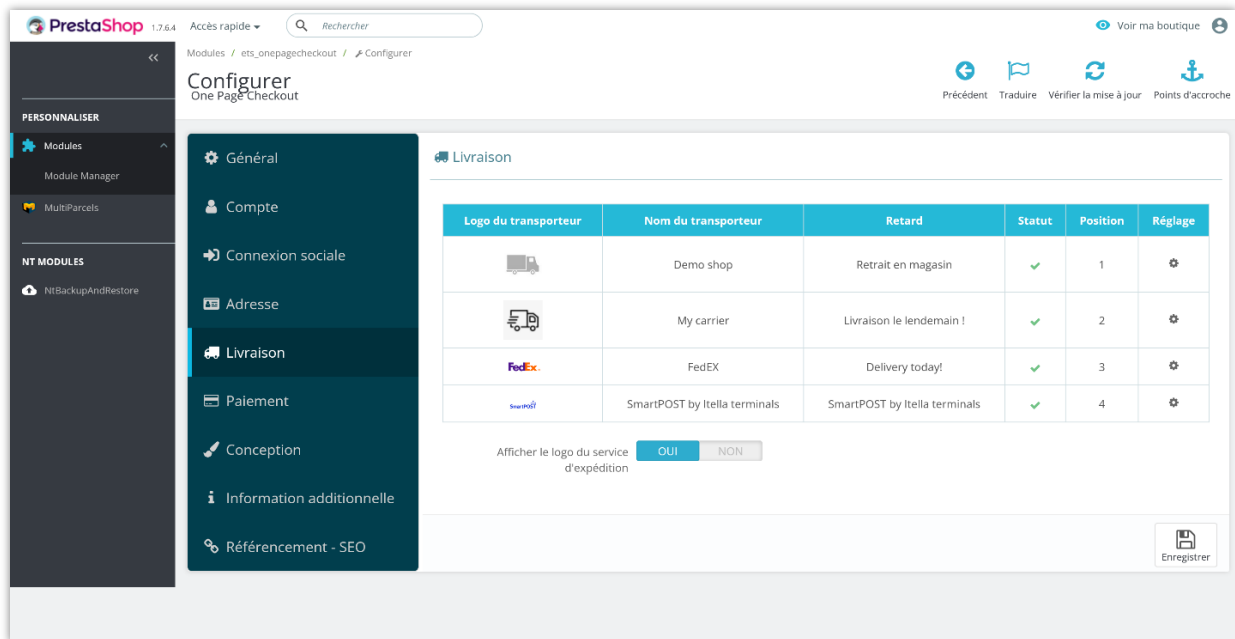 PrestaShop 1.7.6.4 Accès rapide Rechercher Voir ma boutique
Modules / ets_onepagecheckout / Configurer
Configurer
One Page Checkout
Précédent Traduire Vérifier la mise à jour Points d'accroche
PERSONNALISER
Modules
Module Manager
MultiParcels
NT MODULES
NtBackupAndRestore
Général
Compte
Connexion sociale
Adresse
Livraison
Paiement
Conception
Information additionnelle
Référencement - SEO
Livraison
Logo du transporteur Nom du transporteur Retard Statut Position Réglage
Demo shop Retrait en magasin 1
My carrier Livraison le lendemain ! 2
FedEx. FedEX Delivery today! 3
SmartPOST SmartPOST by Itella terminals SmartPOST by Itella terminals 4
Afficher le logo du service
d'expédition
OUI NON
Enregistrer